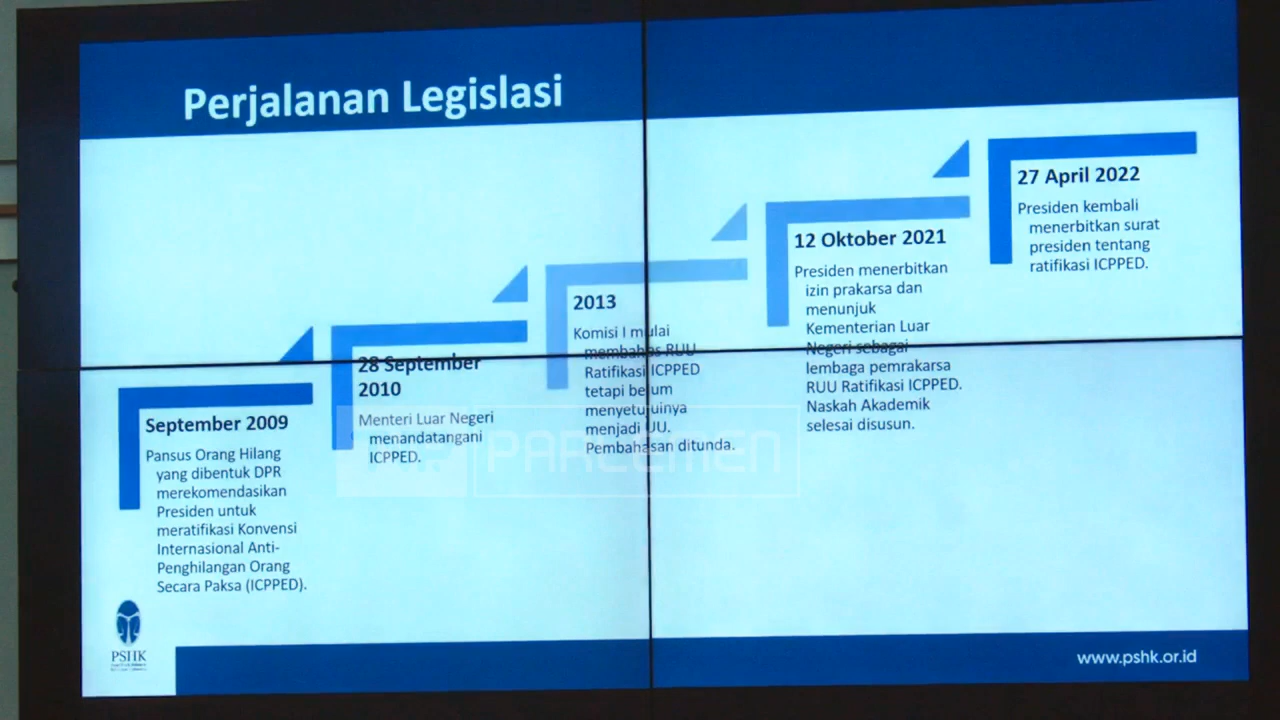 Perjalanan Legislasi
September 2009
Pansus Orang Hilang
yang dibentuk DPR
merekomendasikan
Presiden untuk
meratifikasi Konvensi
Internasional Anti-
Penghilangan Orang
Secara Paksa (ICPPED).
28 September
2010
Menteri Luar Negeri
menandatangani
ICPPED.
2013
Komisi I mulai
membahas RUU
Ratifikasi ICPPED
tetapi belum
menyetujuinya
menjadi UU.
Pembahasan ditunda.
12 Oktober 2021
Presiden menerbitkan
izin prakarsa dan
menunjuk
Kementerian Luar
Negeri sebagai
lembaga pemrakarsa
RUU Ratifikasi ICPPED.
Naskah Akademik
selesai disusun.
27 April 2022
Presiden kembali
menerbitkan surat
presiden tentang
ratifikasi ICPPED.
PARLEMEN
PSHK
www.pshk.or.id